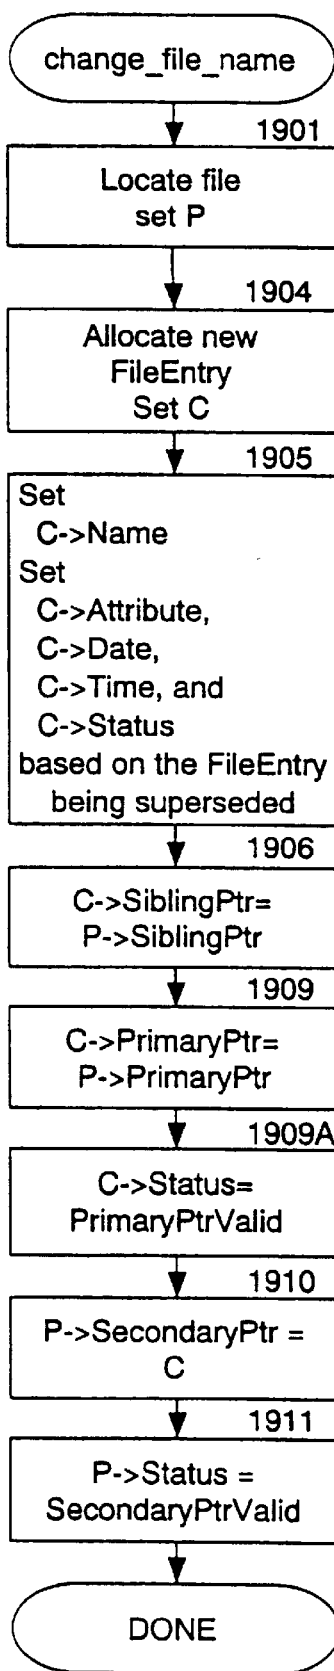 change_file_name
1901
Locate file
set P
1904
Allocate new
FileEntry
Set C
1905
Set
C->Name
Set
C->Attribute,
C->Date,
C->Time, and
C->Status
based on the FileEntry
being superseded
1906
C->SiblingPtr=
P->SiblingPtr
1909
C->PrimaryPtr=
P->PrimaryPtr
1909A
C->Status=
PrimaryPtrValid
1910
P->SecondaryPtr =
C
1911
P->Status =
SecondaryPtrValid
DONE